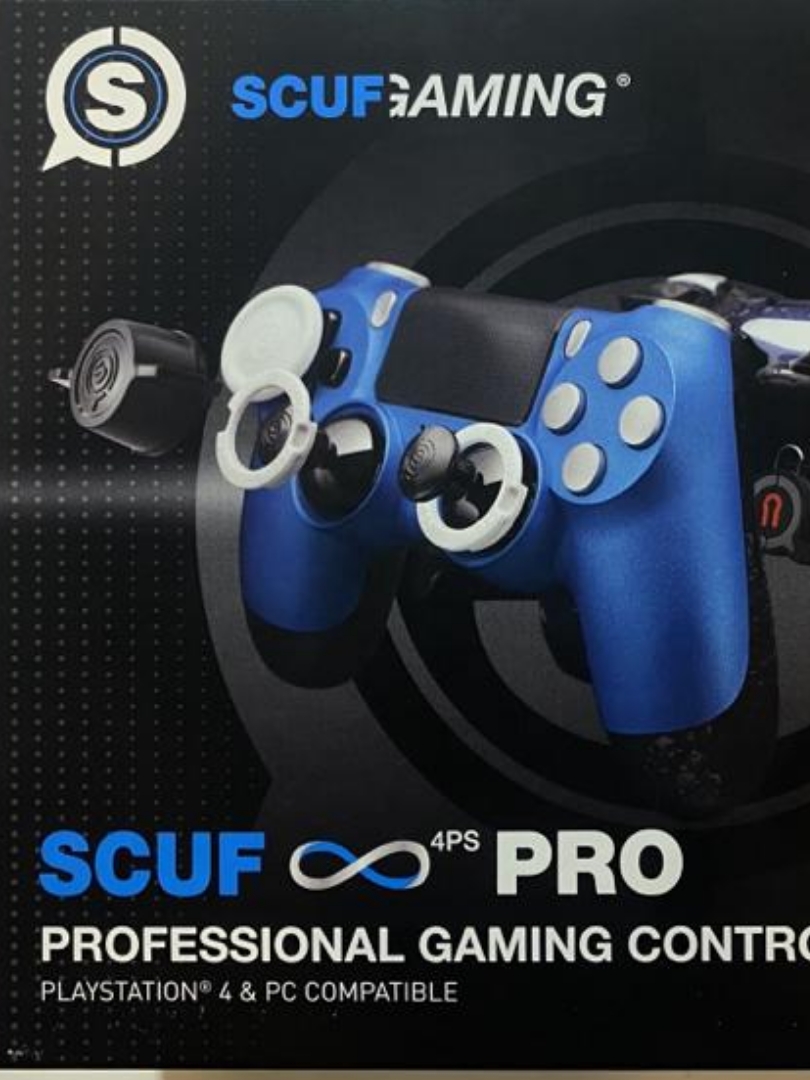 S
SCUFGAMING®
SCUF ∞ 4PS PRO
PROFESSIONAL GAMING CONTRO
PLAYSTATION® 4 & PC COMPATIBLE